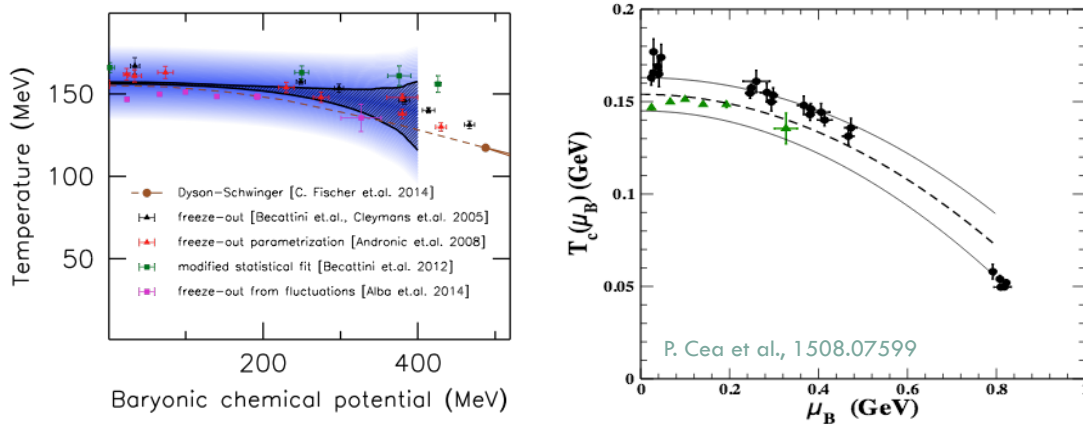 Temperature (MeV)
150
100
50
Dyson-Schwinger [C. Fischer et.al. 2014]
freeze-out [Becattini et.al., Cleymans et.al. 2005]
freeze-out parametrization [Andronic et.al. 2008]
modified statistical fit [Becattini et.al. 2012]
freeze-out from fluctuations [Alba et.al. 2014]
200
400
Baryonic chemical potential (MeV)
T_c(μ_B) (GeV)
0.2
0.15
0.1
0.05
0
P. Cea et al., 1508.07599
0
0.2
0.4
0.6
0.8
μ_B (GeV)